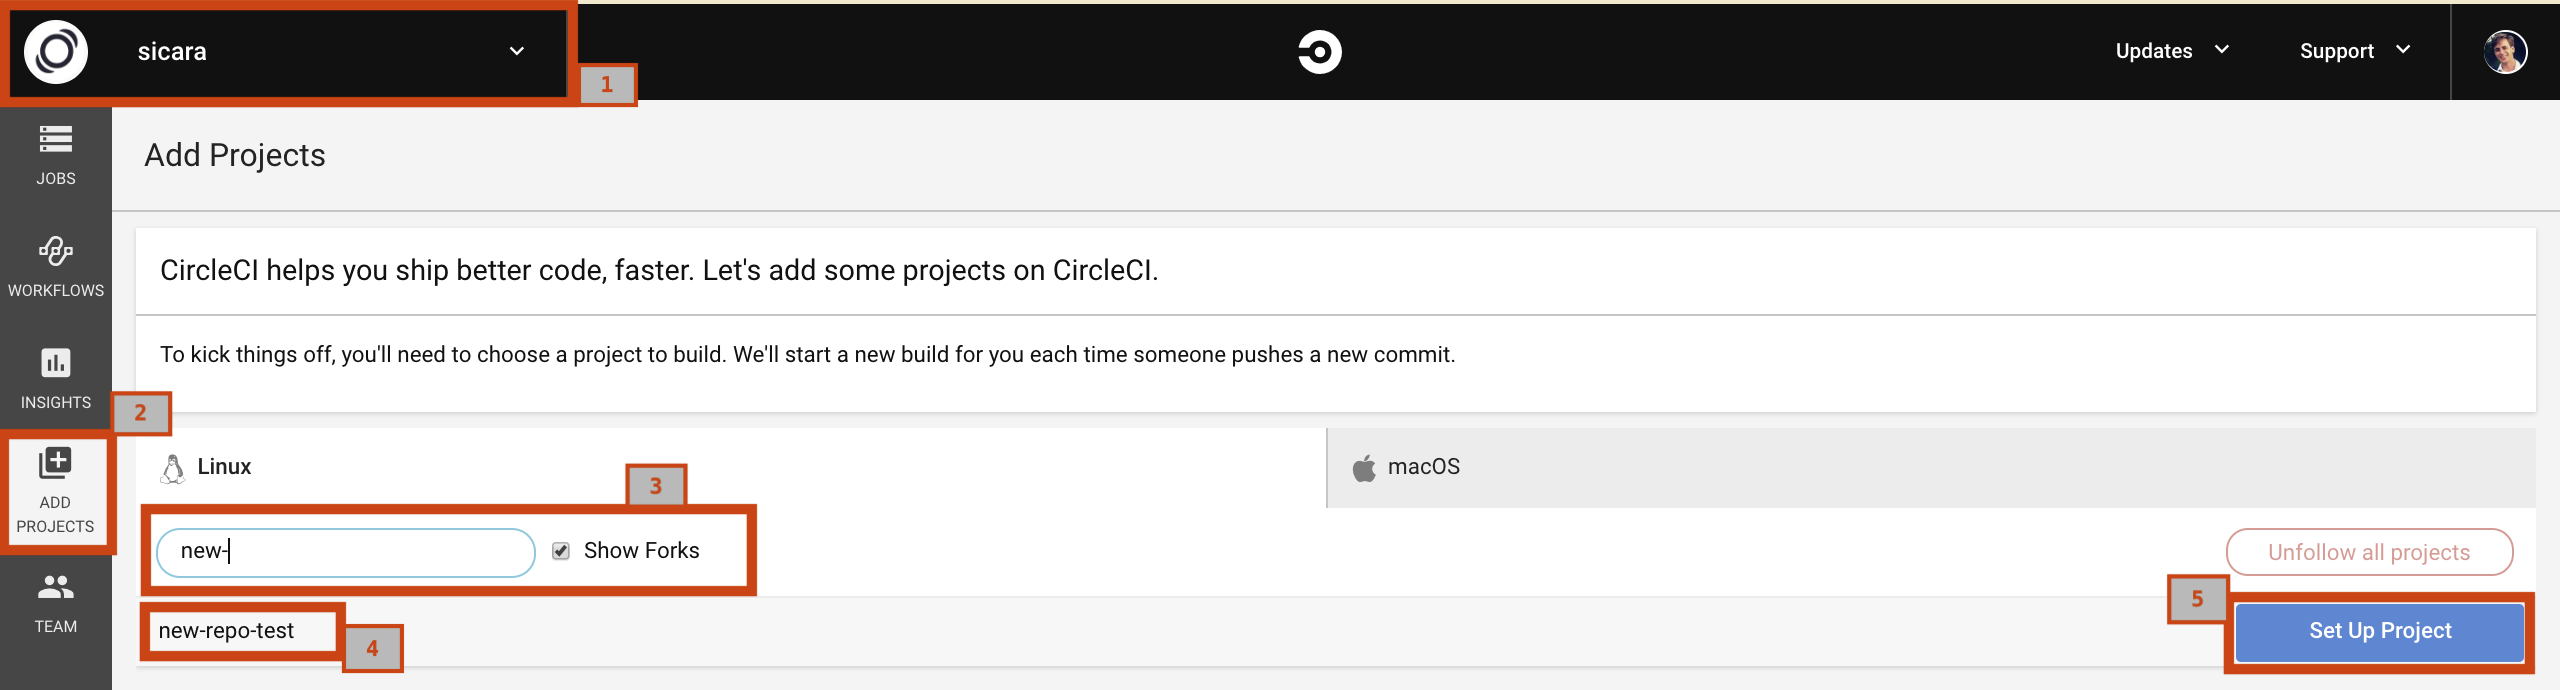 sicara
1
Updates
Support
JOBS
Add Projects
WORKFLOWS
CircleCI helps you ship better code, faster. Let's add some projects on CircleCI.
To kick things off, you'll need to choose a project to build. We'll start a new build for you each time someone pushes a new commit.
INSIGHTS
2
ADD
PROJECTS
Linux
macOS
3
new-
Show Forks
Unfollow all projects
TEAM
new-repo-test
4
5
Set Up Project